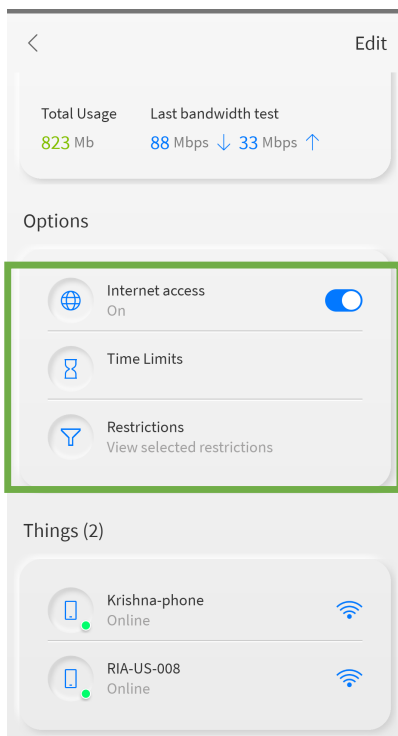 Edit
Total Usage Last bandwidth test
823 Mb 88 Mbps ↓ 33 Mbps ↑
Options
Internet access
On
Time Limits
Restrictions
View selected restrictions
Things (2)
Krishna-phone
Online
RIA-US-008
Online